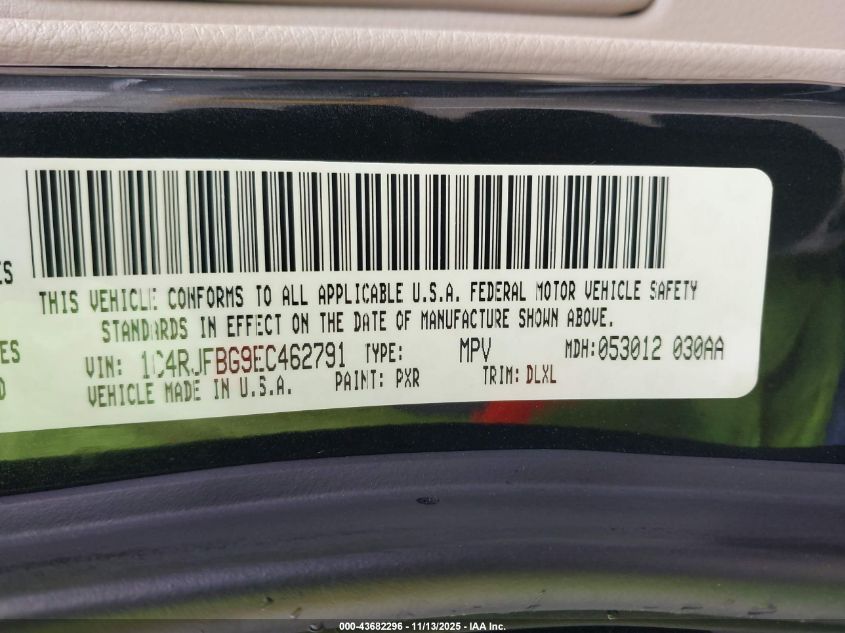 ES
THIS VEHICLE CONFORMS TO ALL APPLICABLE U.S.A. FEDERAL MOTOR VEHICLE SAFETY
STANDARDS IN EFFECT ON THE DATE OF MANUFACTURE SHOWN ABOVE.
ES
VIN: 1C4RJFBG9EC462791 TYPE: MPV MDH:053012 030AA
D
VEHICLE MADE IN U.S.A. PAINT: PXR TRIM: DLXL
000-43682296 - 11/13/2025 - IAA Inc.